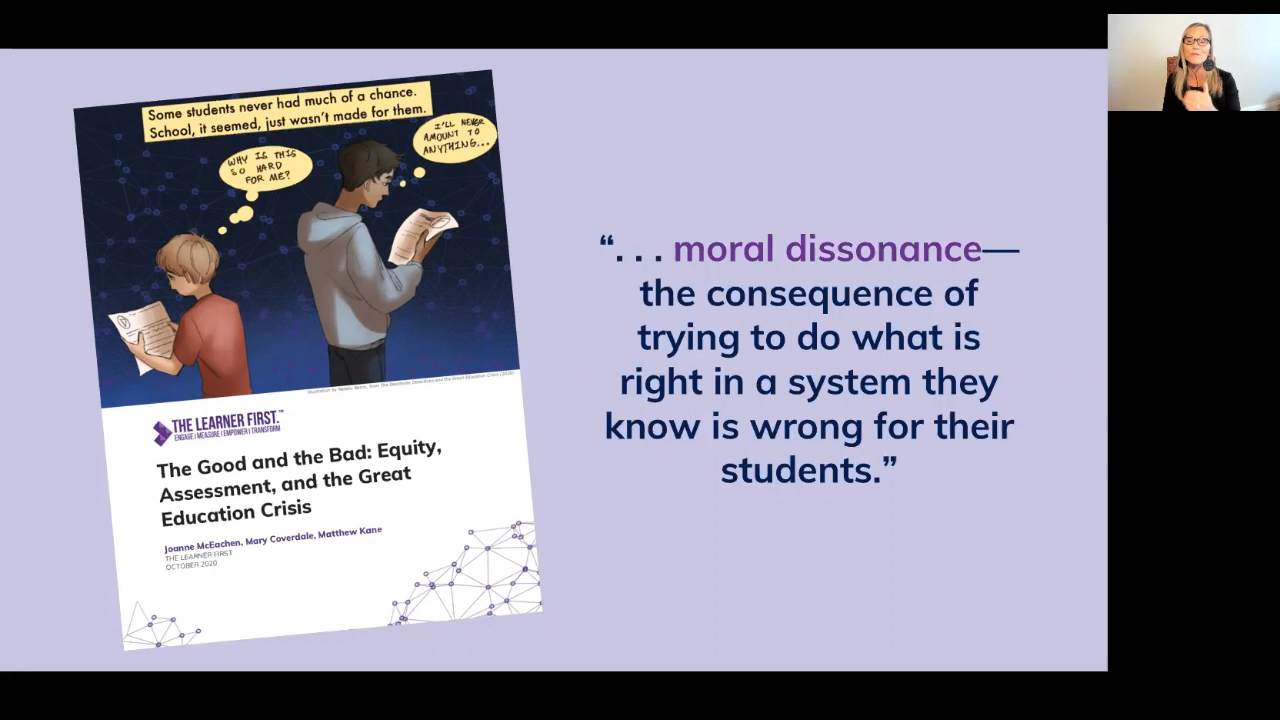 Some students never had much of a chance.
School, it seemed, just wasn't made for them.
I'LL NEVER
AMOUNT TO
ANYTHING...
WHY IS THIS
SO HARD
FOR ME?
THE LEARNER FIRST.™
ENGAGE | MEASURE | EMPOWER | TRANSFORM
The Good and the Bad: Equity,
Assessment, and the Great
Education Crisis
Joanne McEachen, Mary Coverdale, Matthew Kane
THE LEARNER FIRST
OCTOBER 2020
“. . . moral dissonance—
the consequence of
trying to do what is
right in a system they
know is wrong for their
students.”